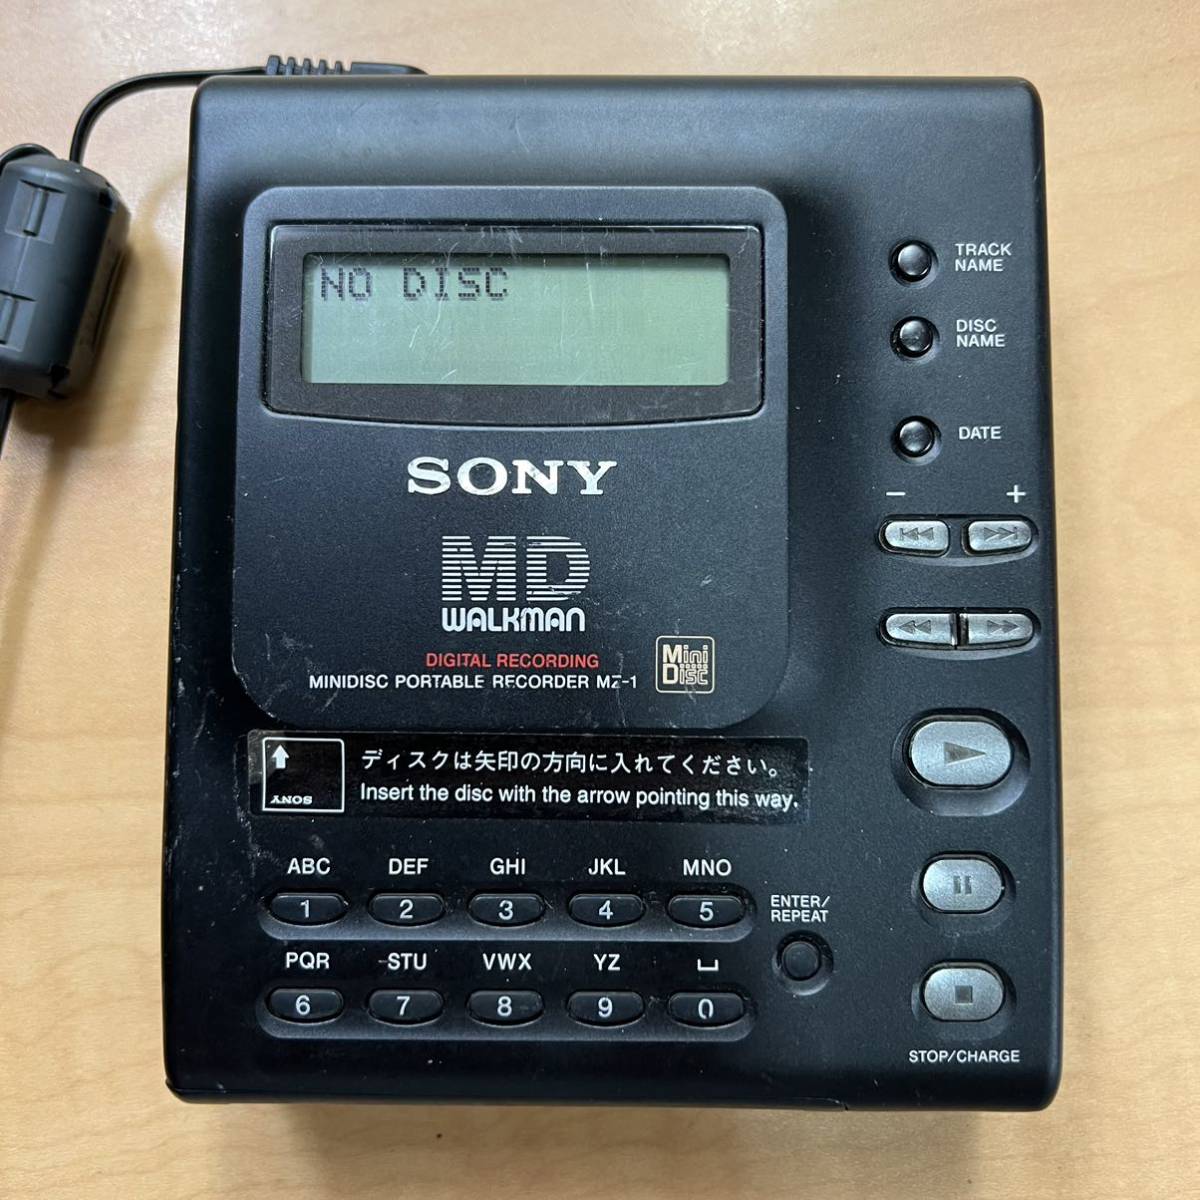 NO DISC
TRACK
NAME
DISC
NAME
DATE
− +
SONY
MD
WALKMAN
DIGITAL RECORDING
MINIDISC PORTABLE RECORDER MZ-1
Mini
Disc
ディスクは矢印の方向に入れてください。
Insert the disc with the arrow pointing this way.
SONY
ABC DEF GHI JKL MNO
1 2 3 4 5
ENTER/
REPEAT
PQR STU VWX YZ ⎵
6 7 8 9 0
STOP/CHARGE